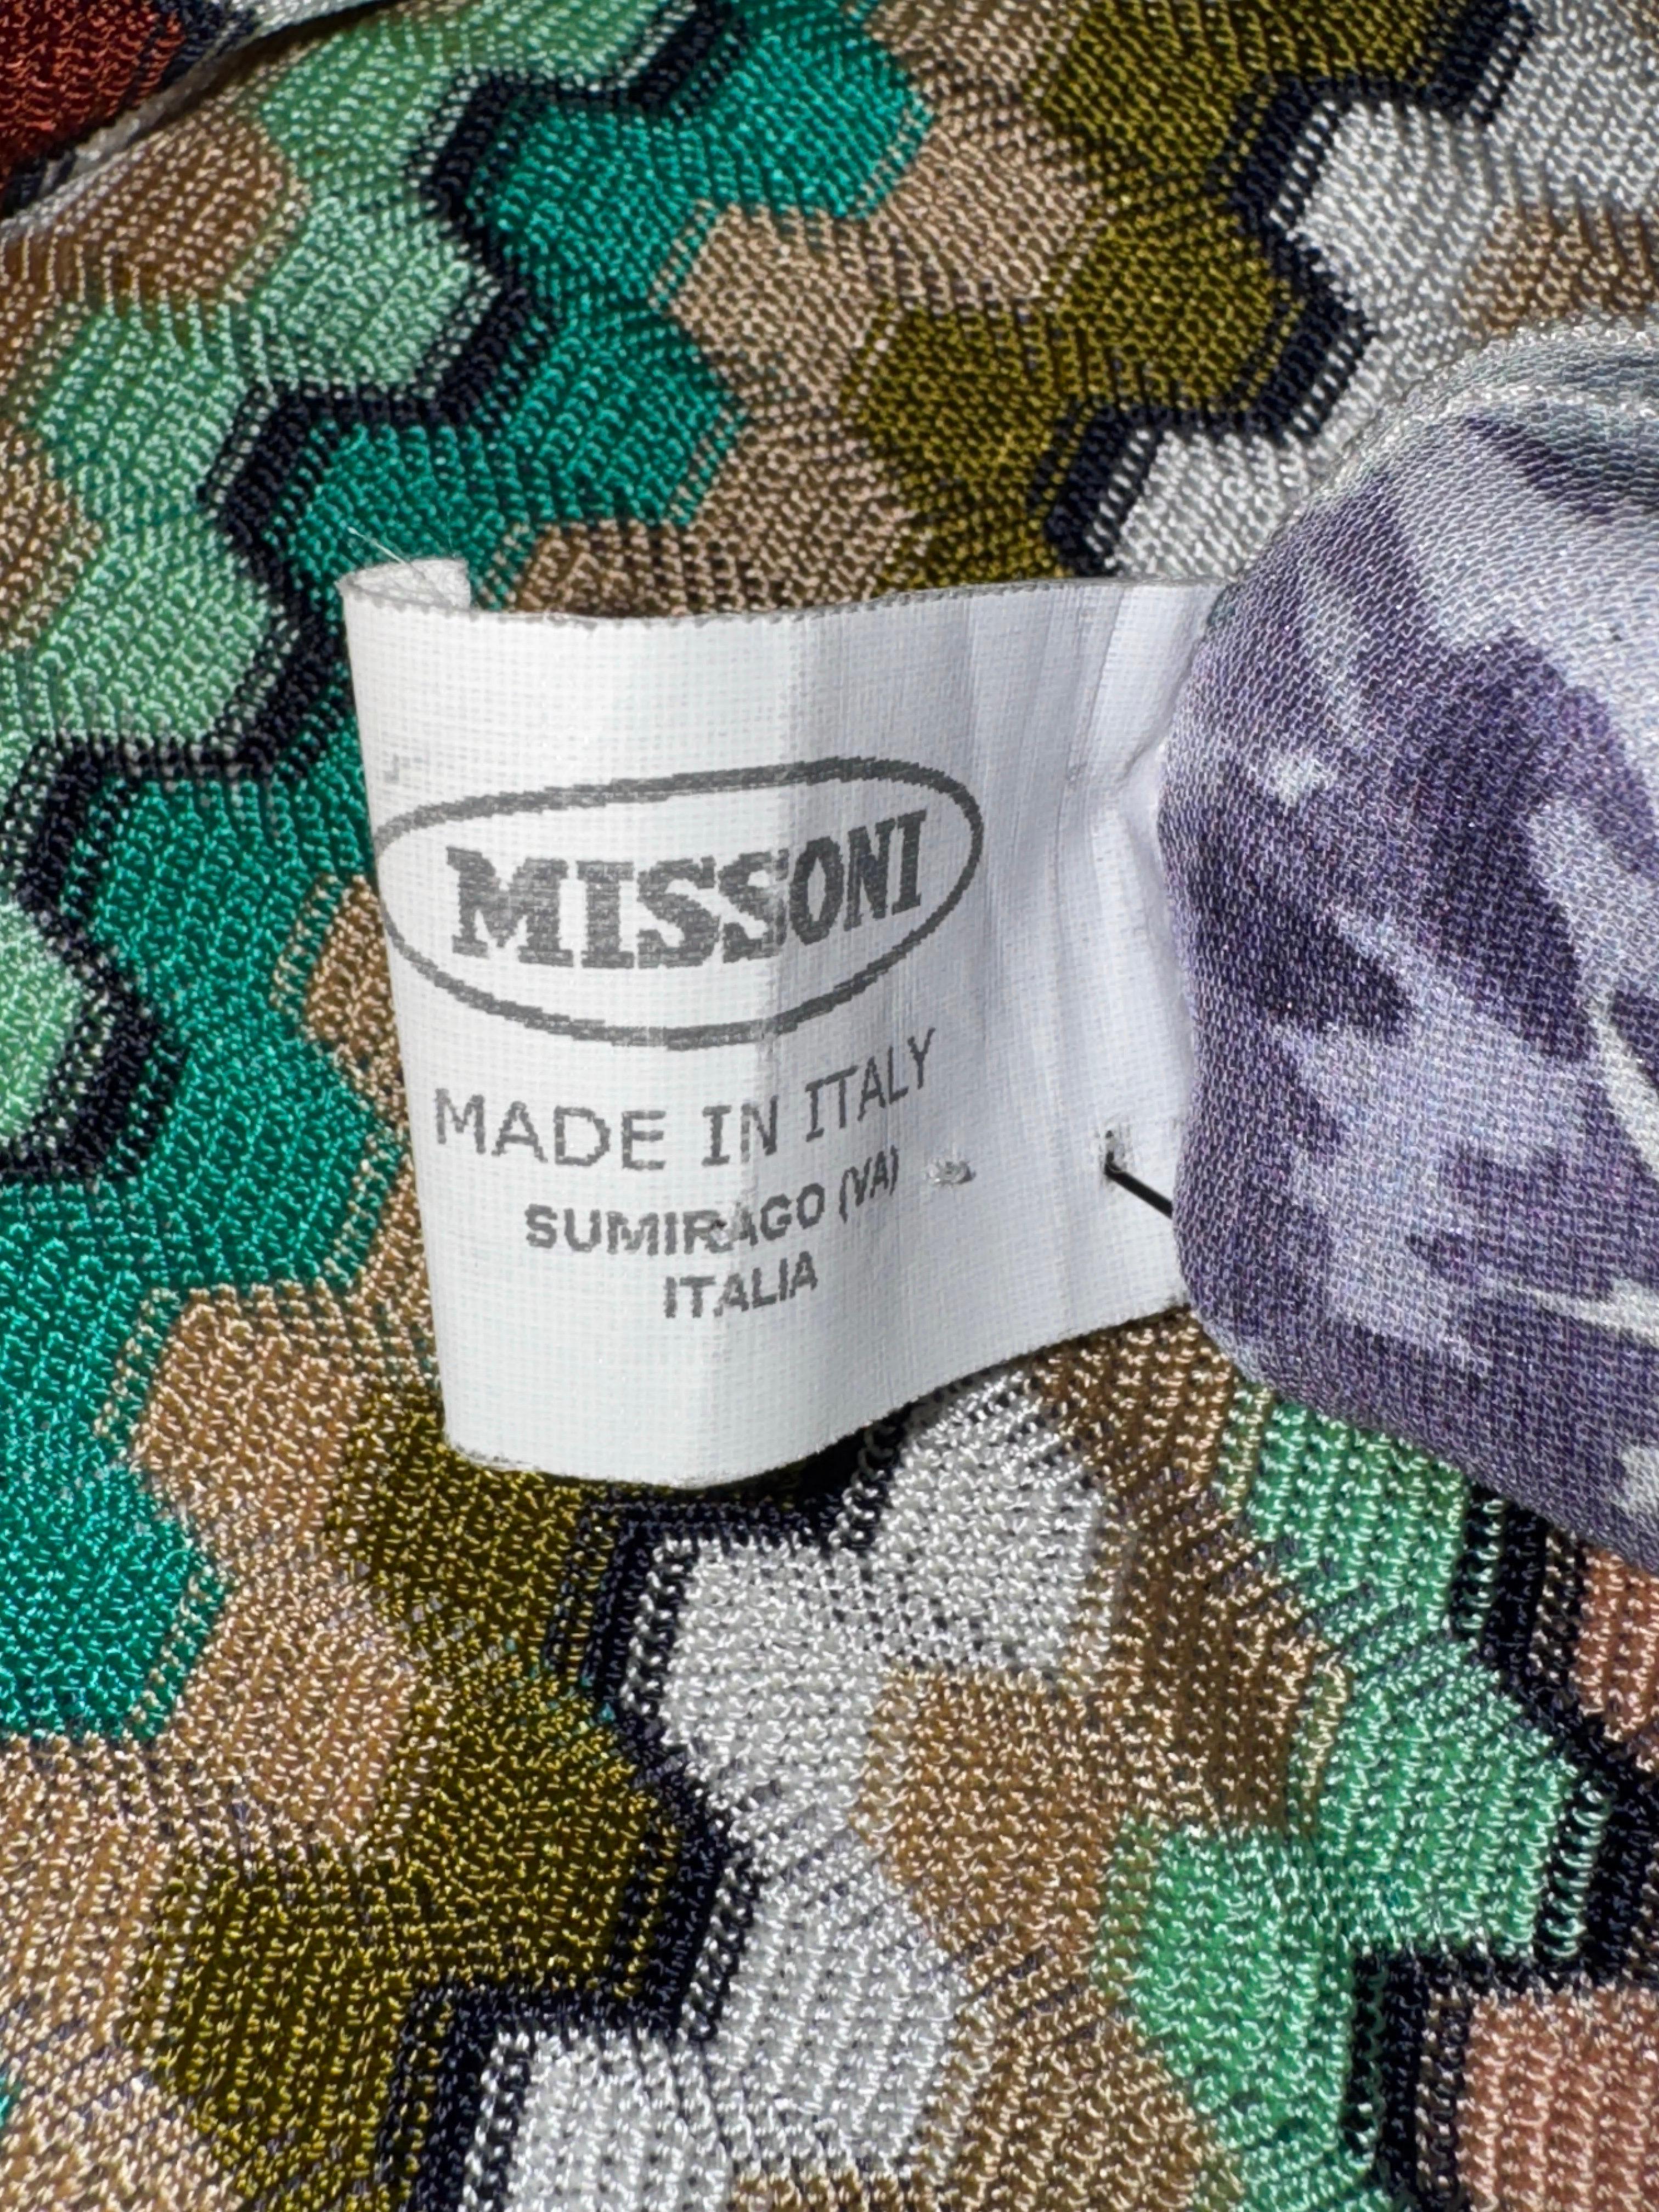 MISSONI
MADE IN ITALY
SUMIRAGO (VA)
ITALIA